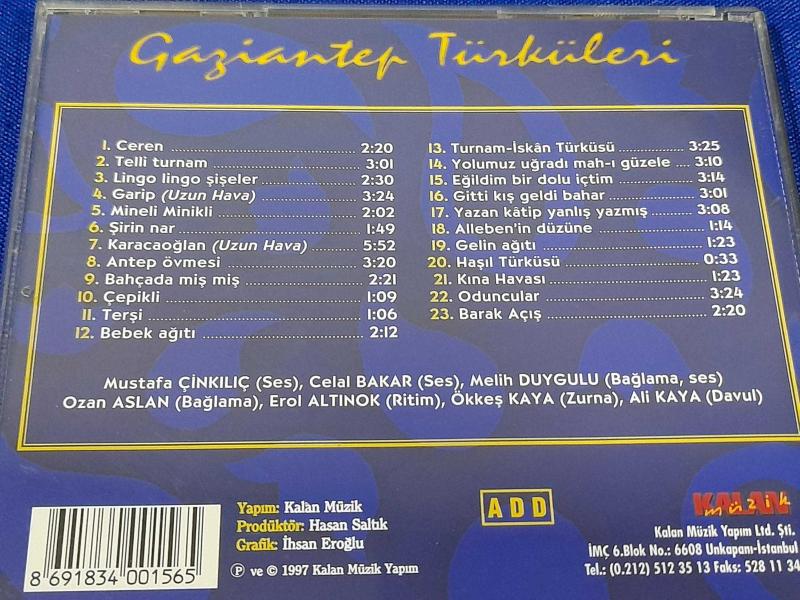 Gaziantep Türküleri
1. Ceren 2:20
2. Telli turnam 3:01
3. Lingo lingo şişeler 2:30
4. Garip (Uzun Hava) 3:24
5. Mineli Minikli 2:02
6. Şirin nar 1:49
7. Karacaoğlan (Uzun Hava) 5:52
8. Antep övmesi 3:20
9. Bahçada miş miş 2:21
10. Çepikli 1:09
11. Terşi 1:06
12. Bebek ağıtı 2:12
13. Turnam-İskân Türküsü 3:25
14. Yolumuz uğradı mah-ı güzele 3:10
15. Eğildim bir dolu içtim 3:14
16. Gitti kış geldi bahar 3:01
17. Yazan kâtip yanlış yazmış 3:08
18. Alleben'in düzüne 1:14
19. Gelin ağıtı 1:23
20. Haşıl Türküsü 0:33
21. Kına Havası 1:23
22. Oduncular 3:24
23. Barak Açış 2:20
Mustafa ÇİNKILIÇ (Ses), Celal BAKAR (Ses), Melih DUYGULU (Bağlama, ses)
Ozan ASLAN (Bağlama), Erol ALTINOK (Ritim), Ökkeş KAYA (Zurna), Ali KAYA (Davul)
8 691834 001565
Yapım: Kalan Müzik
Prodüktör: Hasan Saltık
Grafik: İhsan Eroğlu
℗ ve © 1997 Kalan Müzik Yapım
ADD
KALAN
müzik
Kalan Müzik Yapım Ltd. Şti.
İMÇ 6.Blok No.: 6608 Unkapanı-İstanbul
Tel.: (0.212) 512 35 13 Faks: 528 11 34